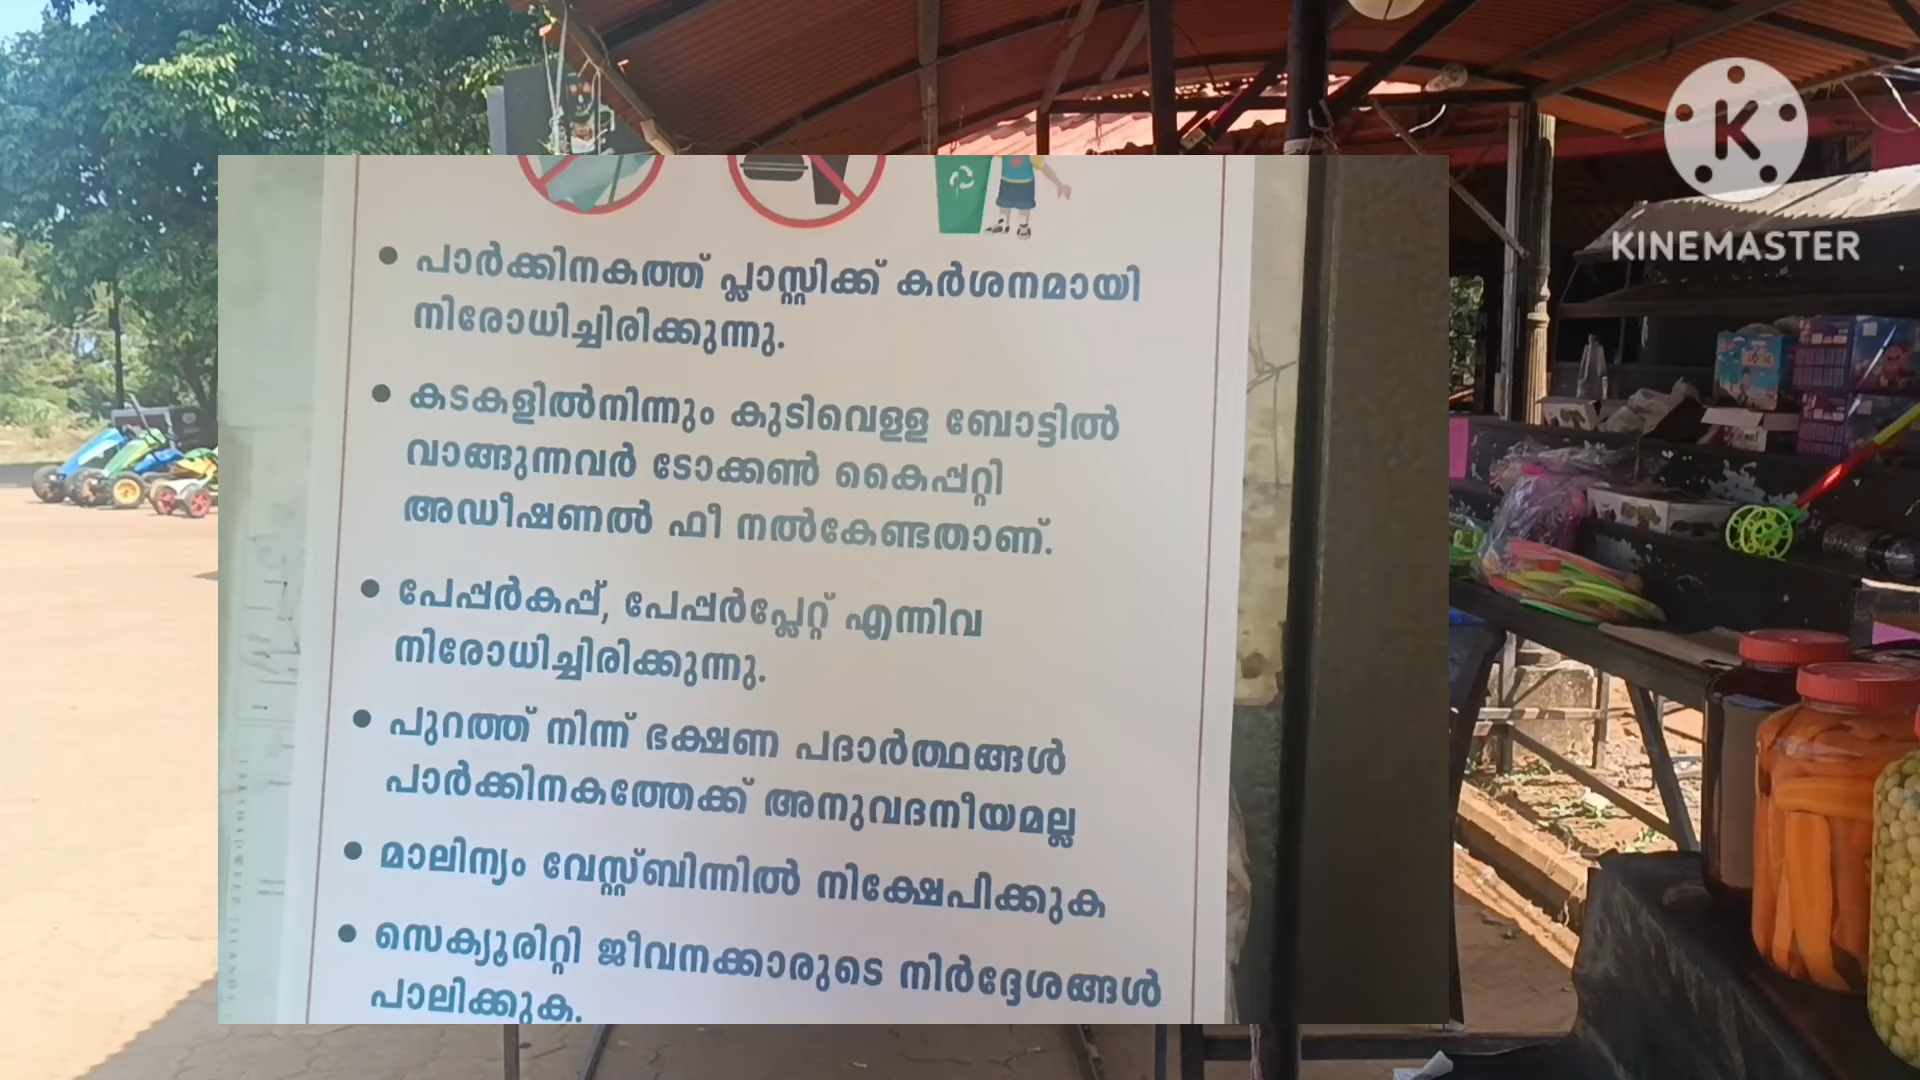 KINEMASTER
പാർക്കിനകത്ത് പ്ലാസ്റ്റിക്ക് കർശനമായി
നിരോധിച്ചിരിക്കുന്നു.
കടകളിൽനിന്നും കുടിവെളള ബോട്ടിൽ
വാങ്ങുന്നവർ ടോക്കൺ കൈപ്പറ്റി
അഡീഷണൽ ഫീ നൽകേണ്ടതാണ്.
പേപ്പർകപ്പ്, പേപ്പർപ്ലേറ്റ് എന്നിവ
നിരോധിച്ചിരിക്കുന്നു.
പുറത്ത് നിന്ന് ഭക്ഷണ പദാർത്ഥങ്ങൾ
പാർക്കിനകത്തേക്ക് അനുവദനീയമല്ല
മാലിന്യം വേസ്റ്റ്ബിന്നിൽ നിക്ഷേപിക്കുക
സെക്യൂരിറ്റി ജീവനക്കാരുടെ നിർദ്ദേശങ്ങൾ
പാലിക്കുക.